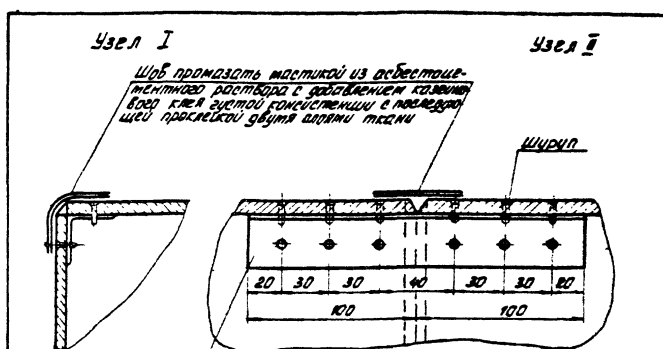 Узел I
Узел II
Шов промазать мастикой из асбестоце-
ментного раствора с добавлением казеино-
вого клея густой консистенции с последую-
щей проклейкой двумя слоями ткани
Шуруп
20 30 30 40 30 30 20
100 100